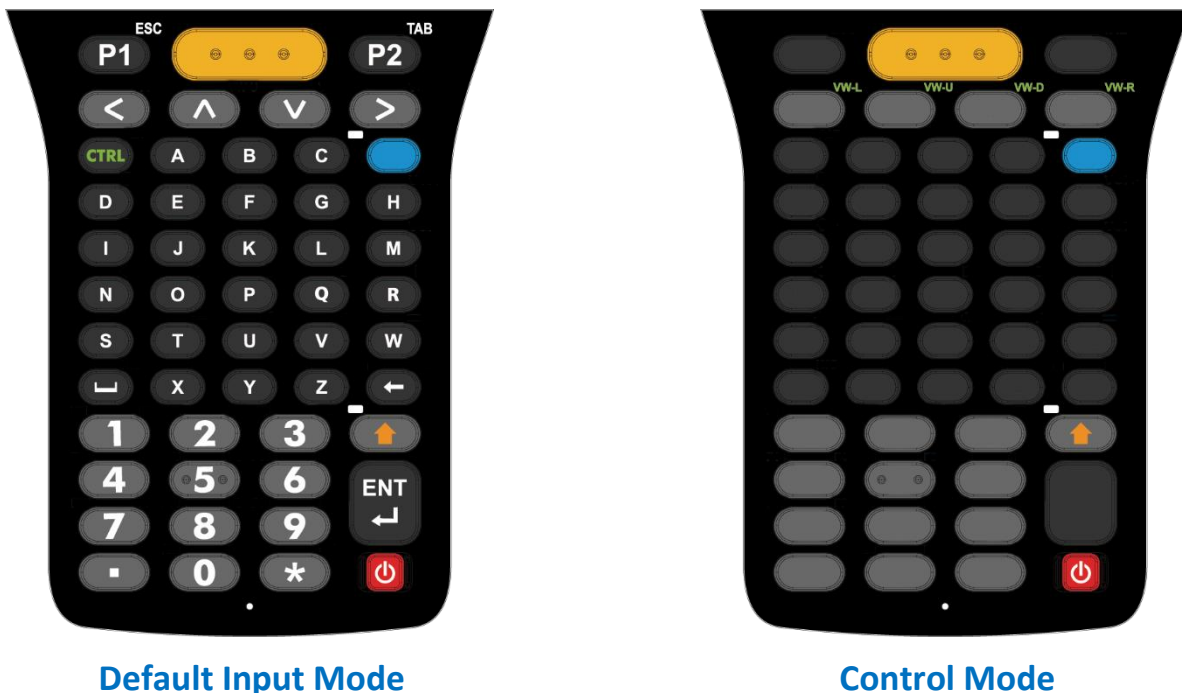 ESC TAB
P1 P2
< ∧ ∨ >
CTRL A B C
D E F G H
I J K L M
N O P Q R
S T U V W
X Y Z ←
1 2 3
4 5 6 ENT
7 8 9
. 0 *
Default Input Mode
VW-L VW-U VW-D VW-R
Control Mode